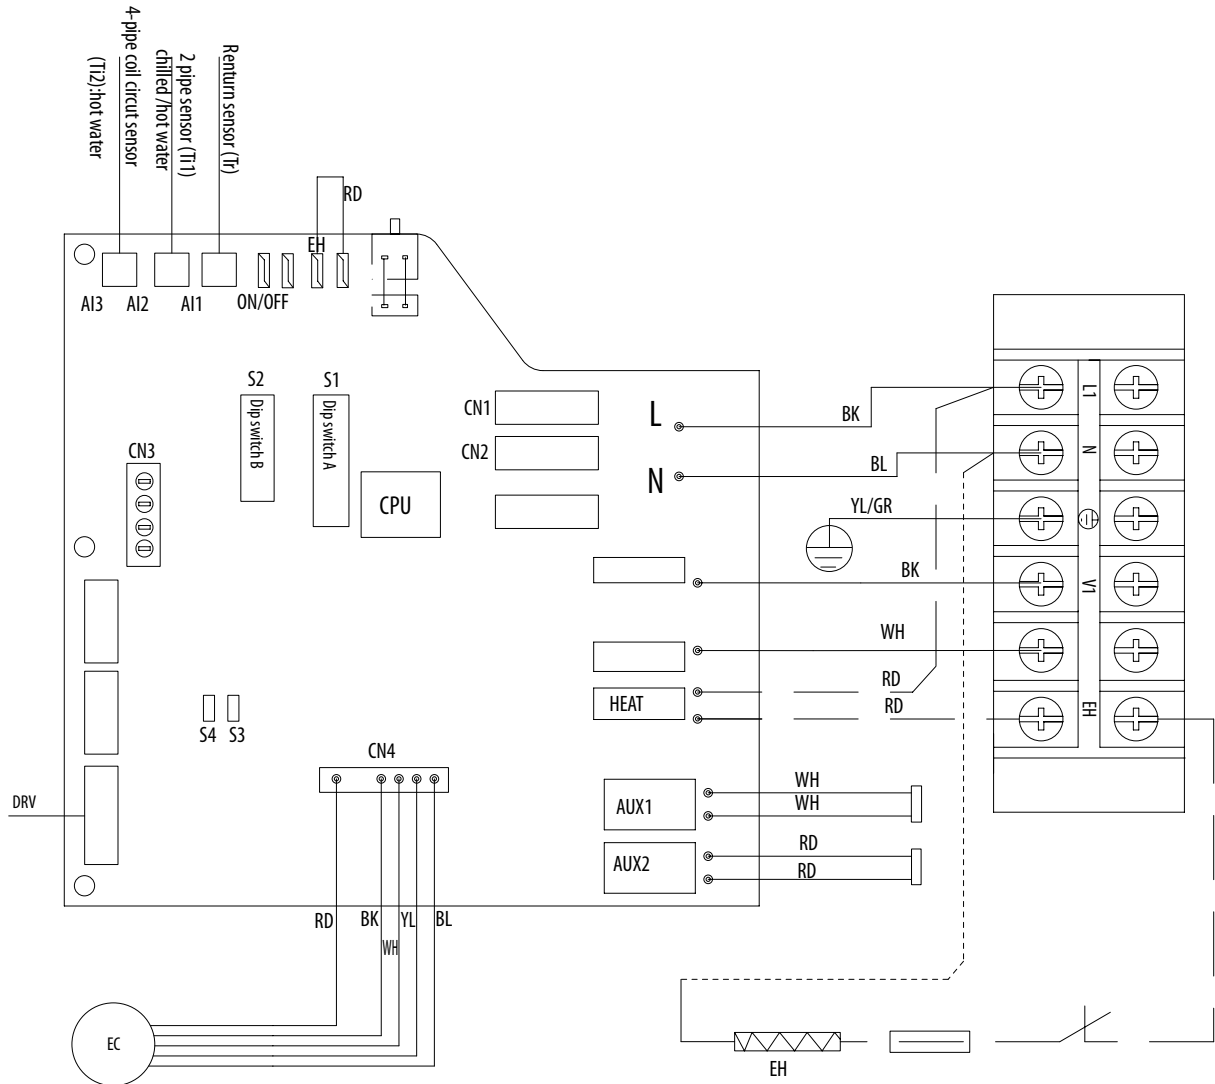 4-pipe coil circut sensor
(Ti2):hot water
2 pipe sensor (Ti1)
chilled /hot water
Renturn sensor (Tr)
RD
EH
AI3
AI2
AI1
ON/OFF
S2
S1
Dip switch B
Dip switch A
CN3
CN1
CN2
CPU
L
N
BK
BL
YL/GR
BK
WH
RD
RD
HEAT
L1
N
V1
EH
S4
S3
CN4
DRV
AUX1
WH
WH
AUX2
RD
RD
RD
BK
WH
YL
BL
EC
EH